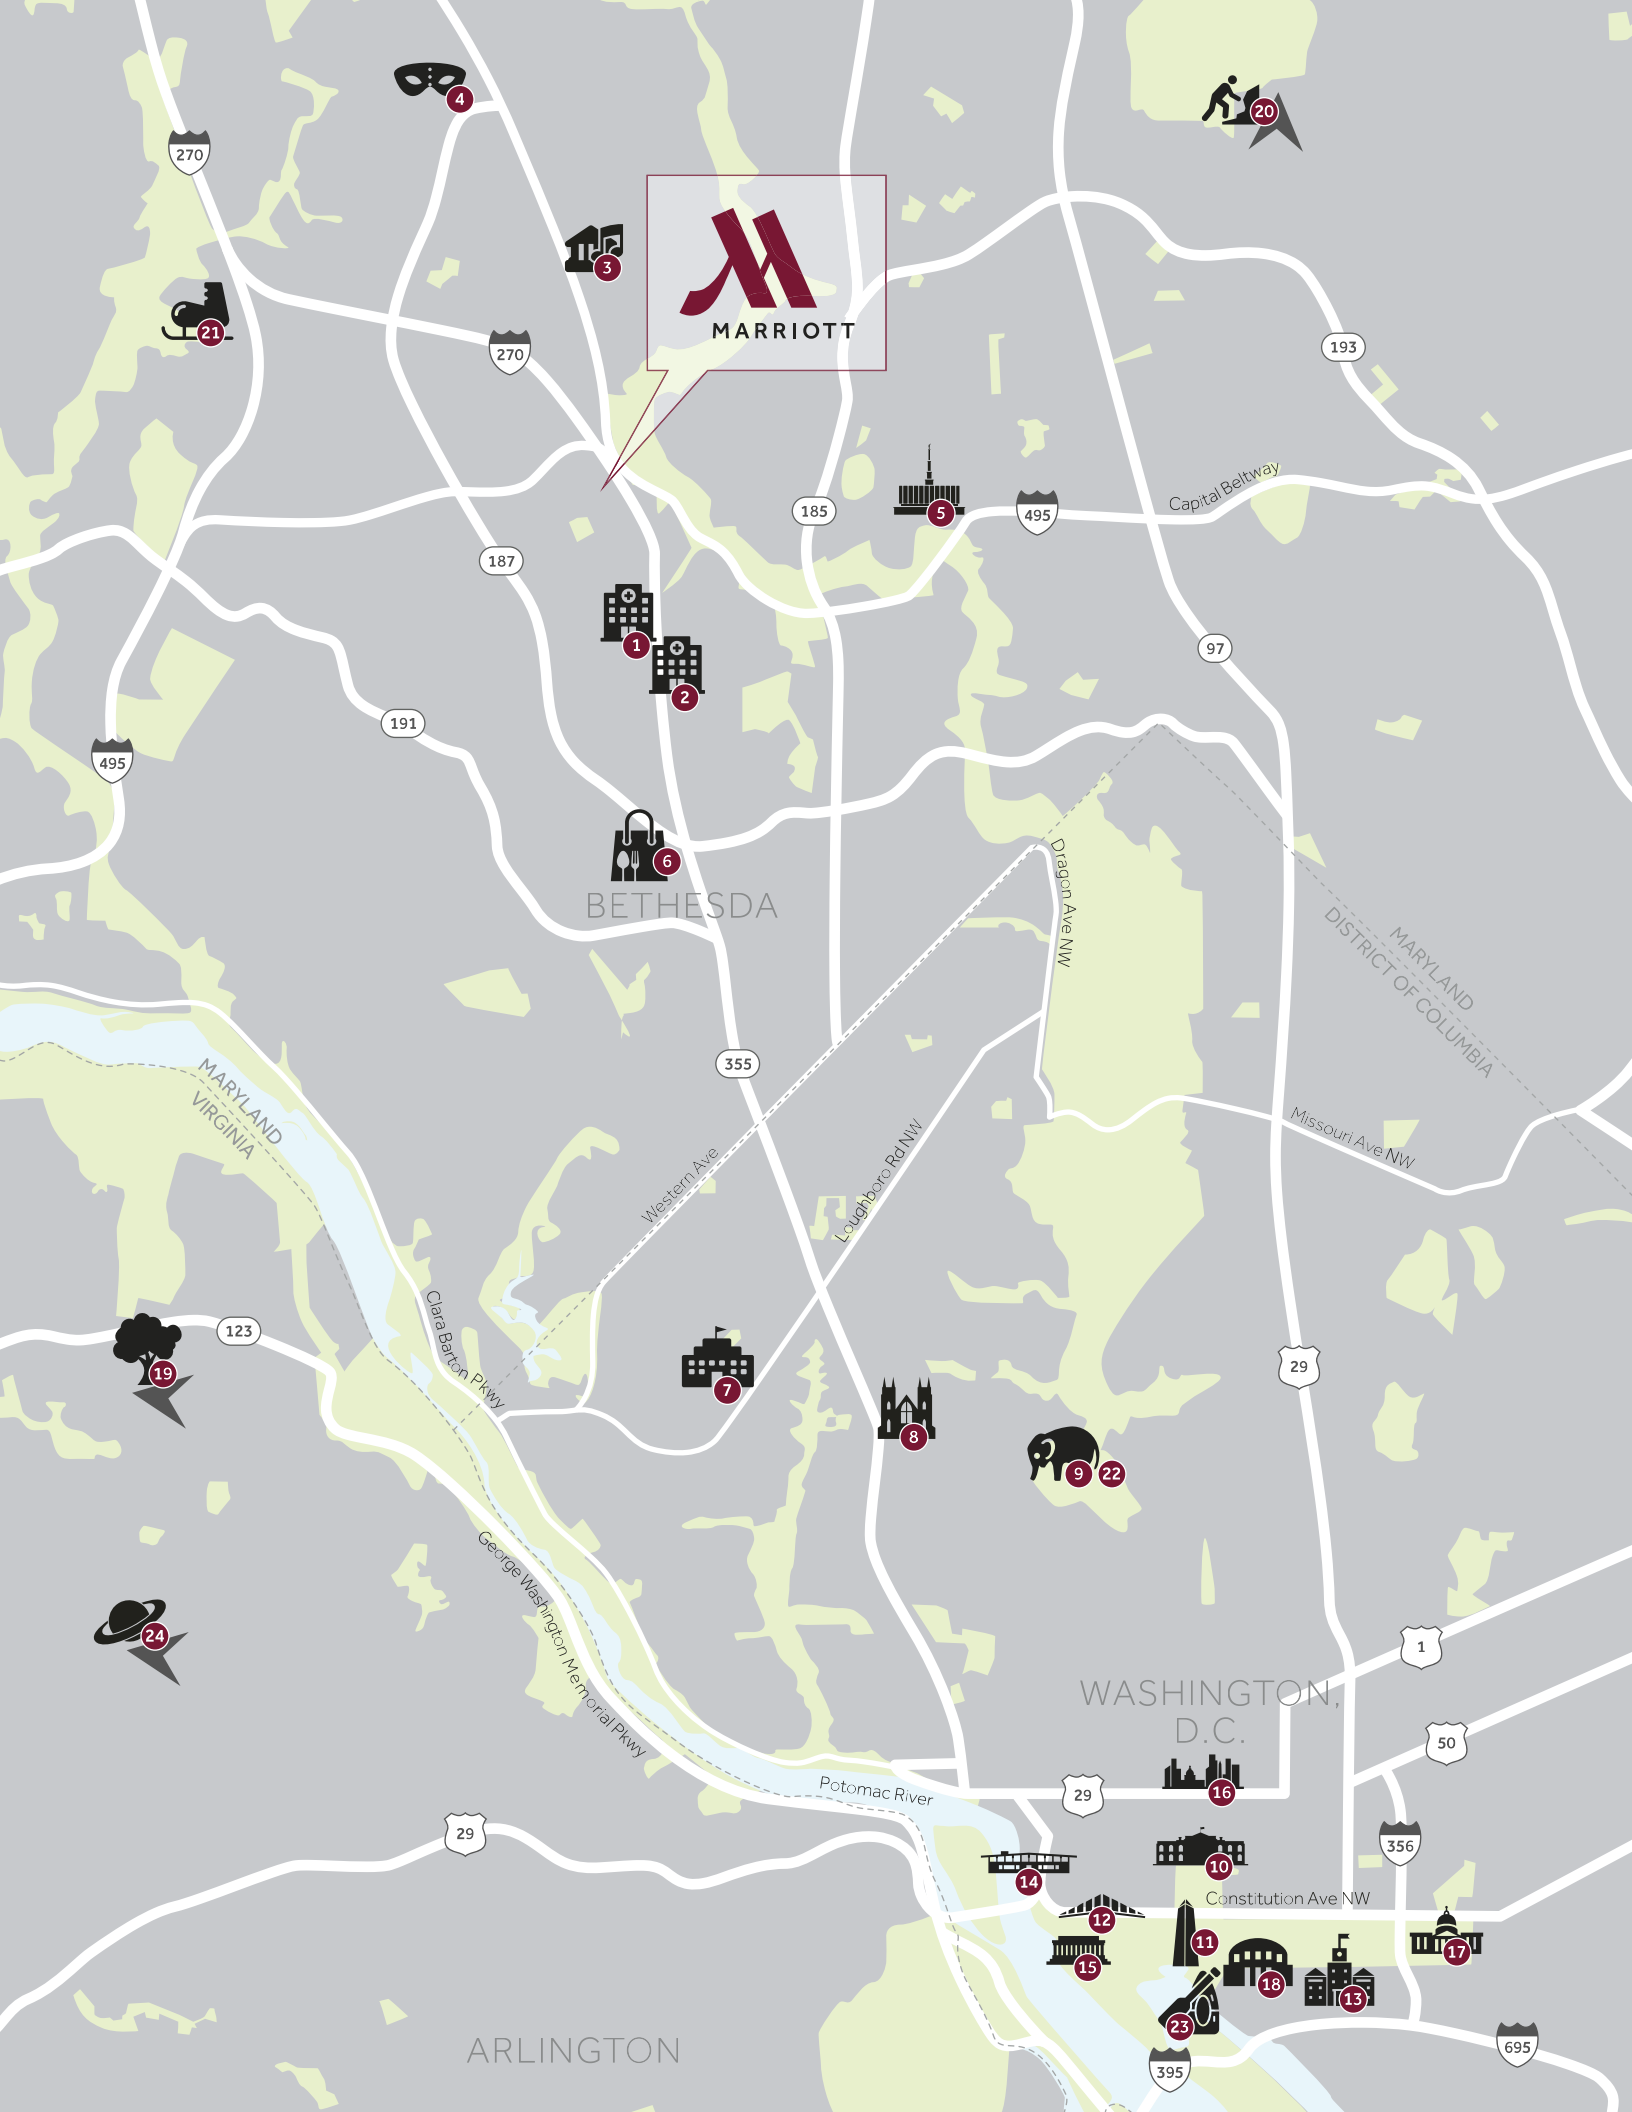 4
20
270
3
MARRIOTT
21
270
193
Capital Beltway
185
5
495
187
1
97
2
191
495
6
BETHESDA
Dragon Ave NW
MARYLAND
DISTRICT OF COLUMBIA
355
MARYLAND
VIRGINIA
Missouri Ave NW
Western Ave
Loughboro Rd NW
Clara Barton Pkwy
123
19
7
29
8
9
22
George Washington Memorial Pkwy
24
1
WASHINGTON,
D.C.
50
Potomac River
29
16
29
356
10
14
Constitution Ave NW
12
11
17
15
18
13
23
ARLINGTON
395
695